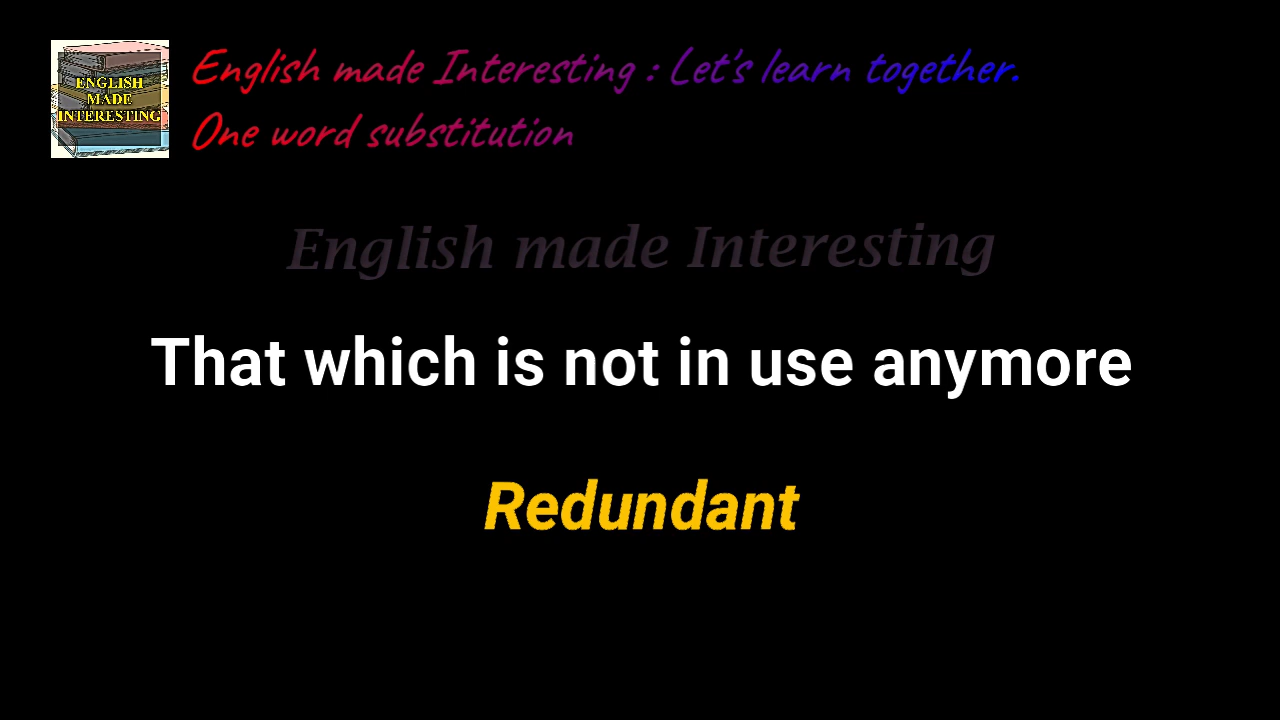 ENGLISH
MADE
INTERESTING
English made Interesting : Let's learn together.
One word substitution
English made Interesting
That which is not in use anymore
Redundant